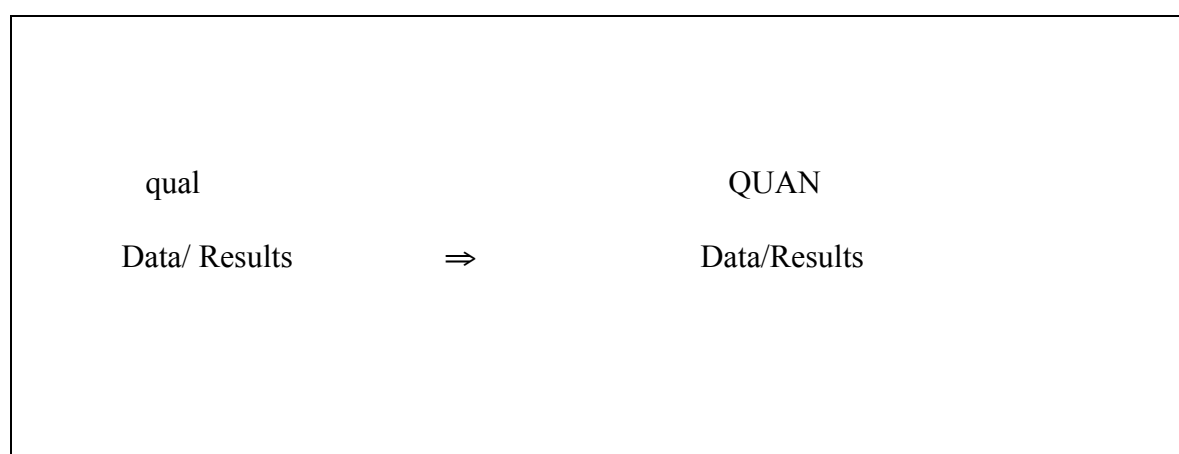 qual QUAN
Data/ Results ⇒ Data/Results